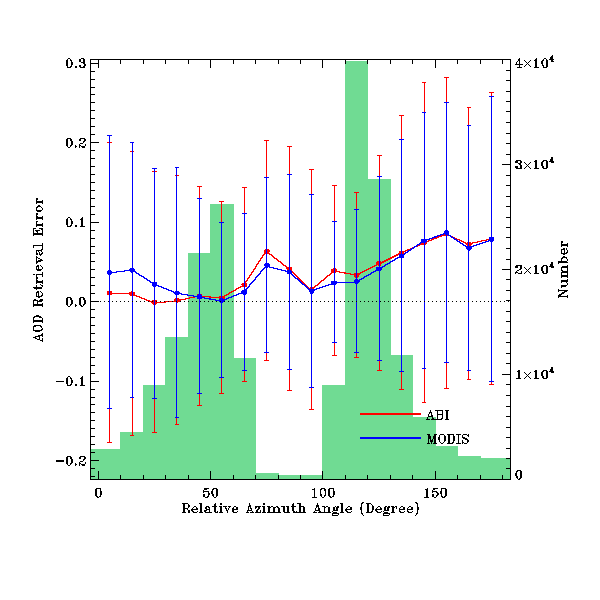 0.3
0.2
0.1
0.0
-0.1
-0.2
AOD Retrieval Error
4×10⁴
3×10⁴
2×10⁴
1×10⁴
0
Number
ABI
MODIS
0 50 100 150
Relative Azimuth Angle (Degree)